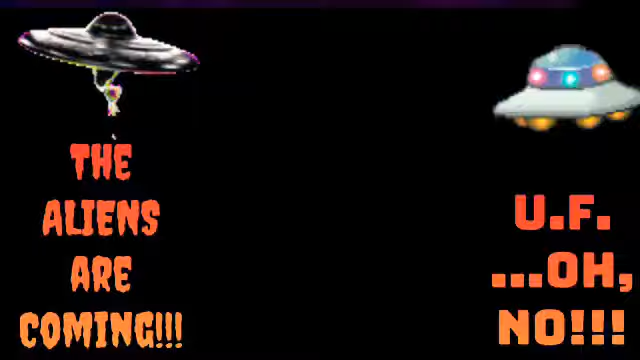 THE
ALIENS
ARE
COMING!!!
U.F.
...OH,
NO!!!